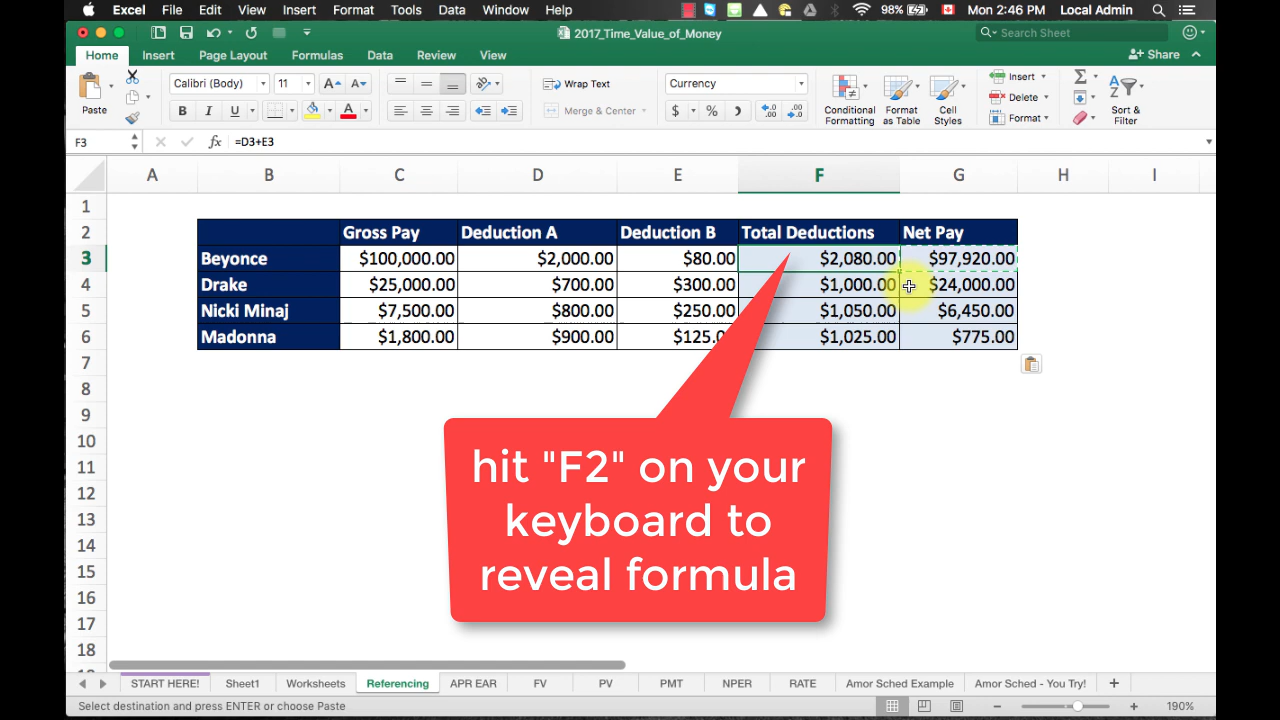 Excel File Edit View Insert Format Tools Data Window Help 98% Mon 2:46 PM Local Admin
2017_Time_Value_of_Money Search Sheet
Home Insert Page Layout Formulas Data Review View Share
Paste Calibri (Body) 11 A A Wrap Text Currency Conditional Formatting Format as Table Cell Styles Insert Sort & Filter
Delete
B I U A Merge & Center $ % Format
F3 fx =D3+E3
A B C D E F G H I
1
2 Gross Pay Deduction A Deduction B Total Deductions Net Pay
3 Beyonce $100,000.00 $2,000.00 $80.00 $2,080.00 $97,920.00
4 Drake $25,000.00 $700.00 $300.00 $1,000.00 $24,000.00
5 Nicki Minaj $7,500.00 $800.00 $250.00 $1,050.00 $6,450.00
6 Madonna $1,800.00 $900.00 $125. $1,025.00 $775.00
7
8
9
10
11
12
13
14
15
16
17
18
hit "F2" on your
keyboard to
reveal formula
START HERE! Sheet1 Worksheets Referencing APR EAR FV PV PMT NPER RATE Amor Sched Example Amor Sched - You Try! +
Select destination and press ENTER or choose Paste 190%